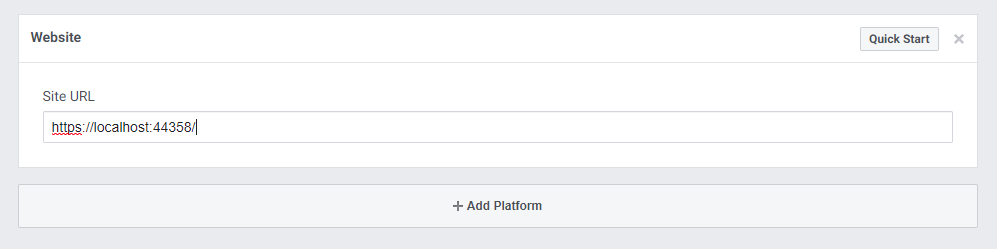 Website
Quick Start
Site URL
https://localhost:44358/
Add Platform